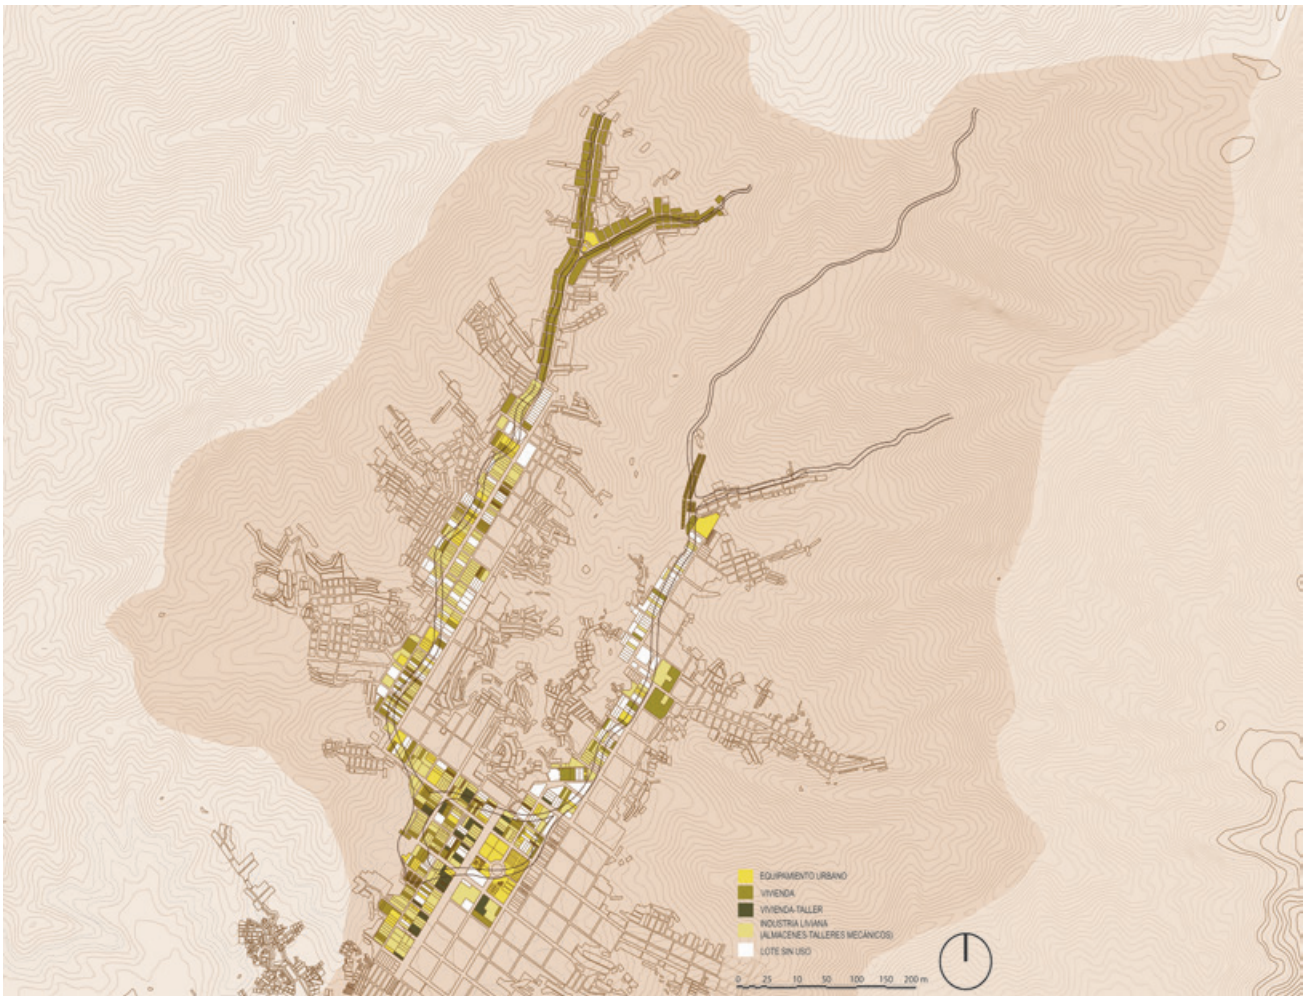 EQUIPAMIENTO URBANO
VIVIENDA
VIVIENDA-TALLER
INDUSTRIA LIVIANA
(ALMACENES-TALLERES MECÁNICOS)
LOTE SIN USO
0 25 10 50 100 150 200 m